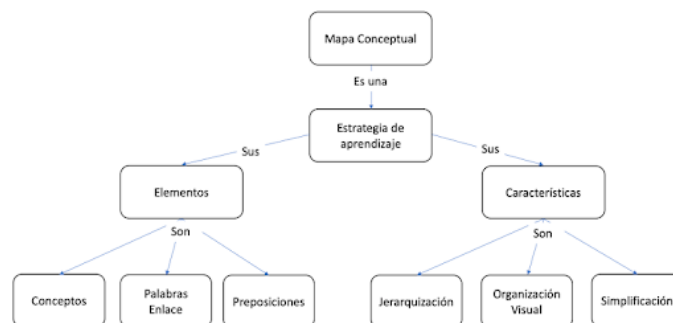 Mapa Conceptual
Es una
Estrategia de
aprendizaje
Sus
Sus
Elementos
Características
Son
Son
Conceptos
Palabras
Enlace
Preposiciones
Jerarquización
Organización
Visual
Simplificación